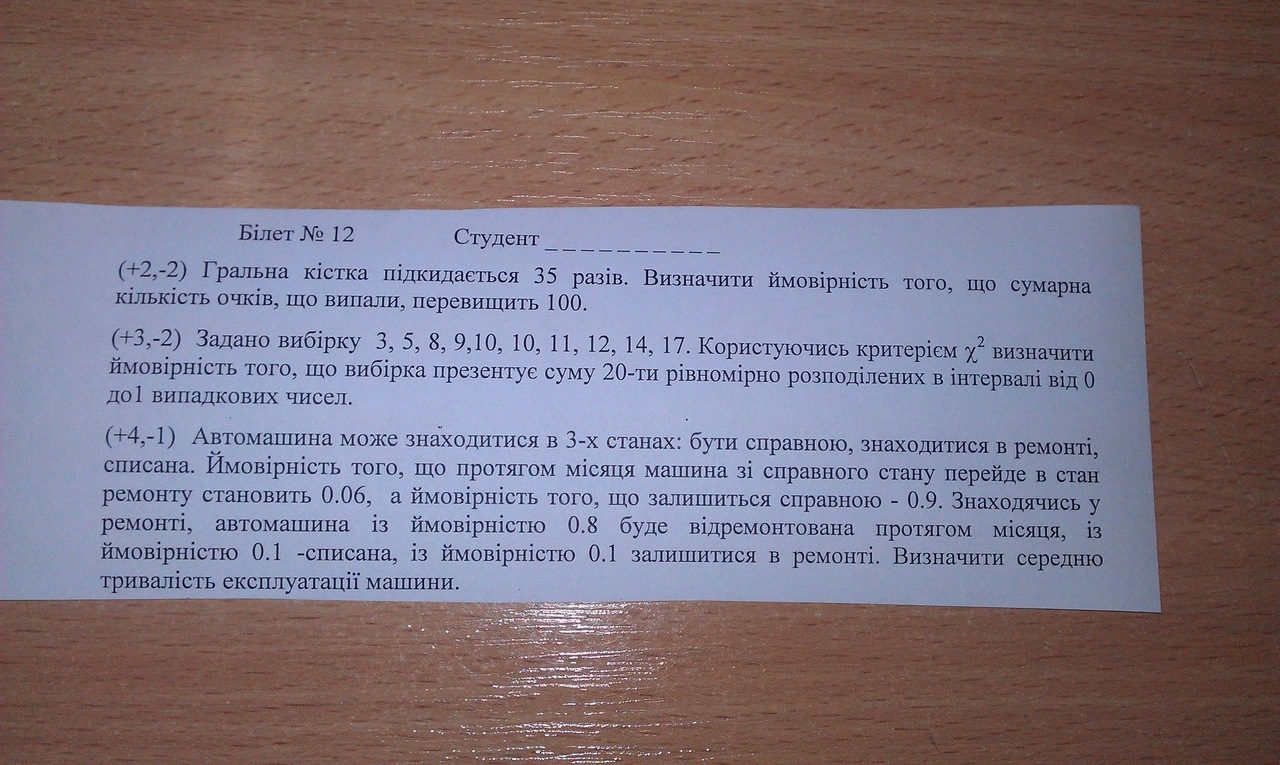 Білет № 12 Студент _ _ _ _ _ _ _ _ _ _
(+2,-2) Гральна кістка підкидається 35 разів. Визначити ймовірність того, що сумарна
кількість очків, що випали, перевищить 100.
(+3,-2) Задано вибірку 3, 5, 8, 9,10, 10, 11, 12, 14, 17. Користуючись критерієм χ² визначити
ймовірність того, що вибірка презентує суму 20-ти рівномірно розподілених в інтервалі від 0
до1 випадкових чисел.
(+4,-1) Автомашина може знаходитися в 3-х станах: бути справною, знаходитися в ремонті,
списана. Ймовірність того, що протягом місяця машина зі справного стану перейде в стан
ремонту становить 0.06, а ймовірність того, що залишиться справною - 0.9. Знаходячись у
ремонті, автомашина із ймовірністю 0.8 буде відремонтована протягом місяця, із
ймовірністю 0.1 -списана, із ймовірністю 0.1 залишитися в ремонті. Визначити середню
тривалість експлуатації машини.